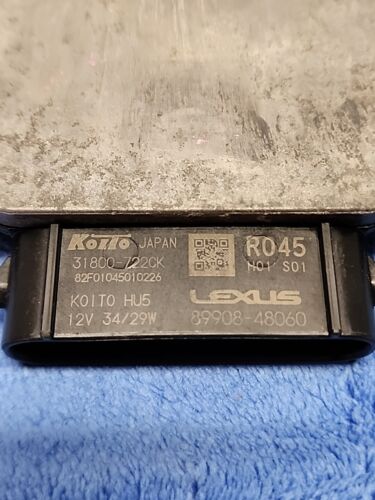 KOITO JAPAN
31800-722CK
82F01045010226
KOITO HU5
12V 34/29W
R045
H01 S01
LEXUS
89908-48060